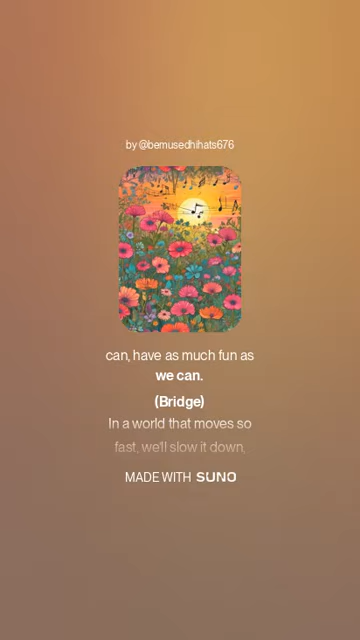 by @bemusedhihats676
can, have as much fun as
we can.
(Bridge)
In a world that moves so
fast, we'll slow it down,
MADE WITH SUNO